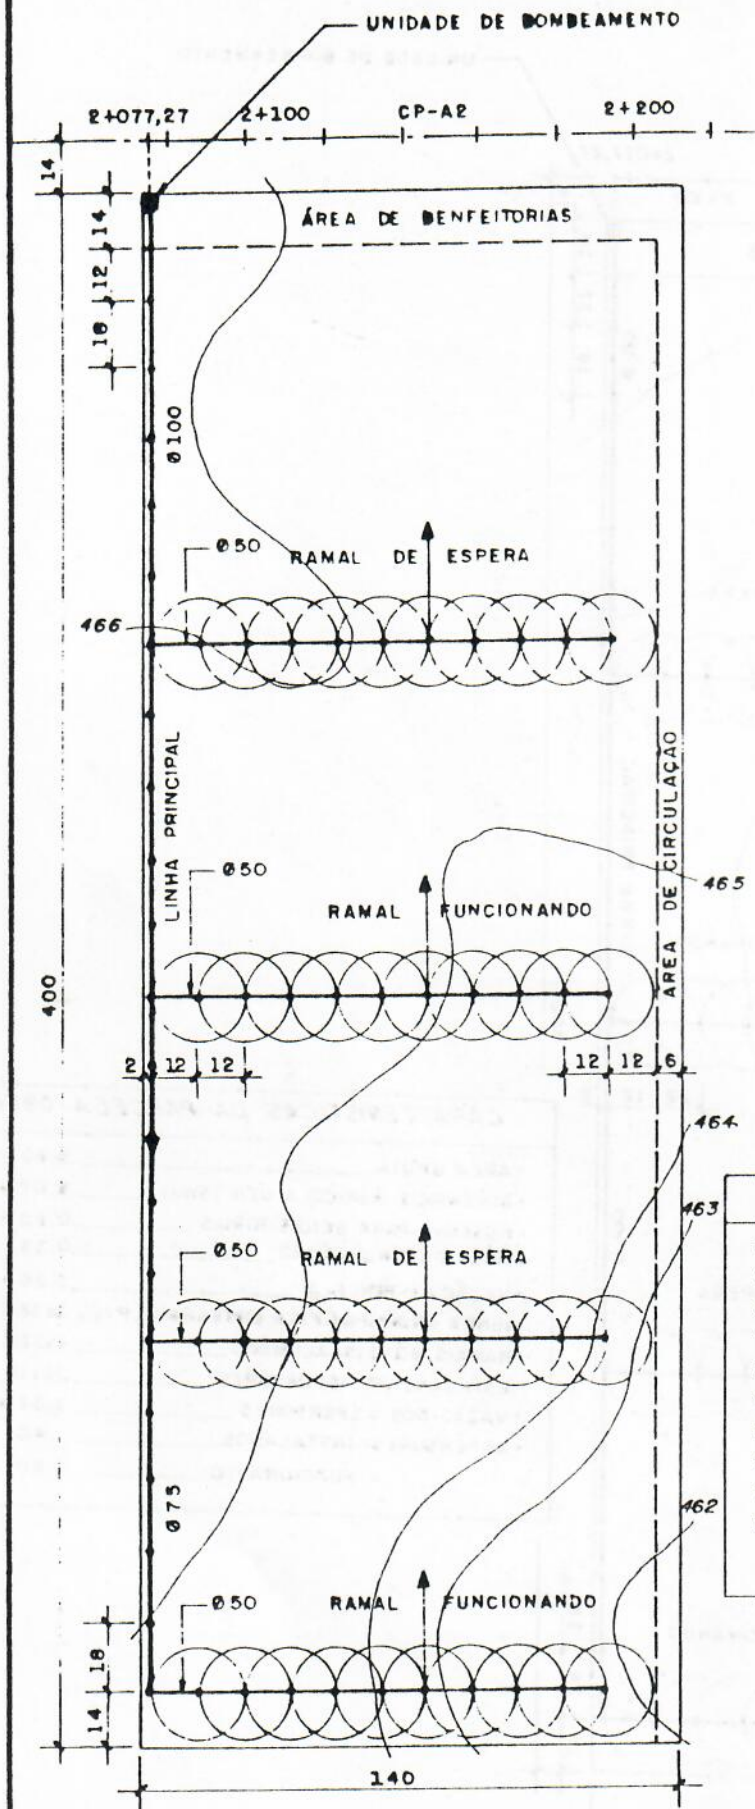 UNIDADE DE BOMBEAMENTO
2+077,27 2+100 CP-A2 2+200
14
14
ÁREA DE BENFEITORIAS
12
18
Ø100
Ø50 RAMAL DE ESPERA
466
LINHA PRINCIPAL
ÁREA DE CIRCULAÇÃO
Ø50
465
RAMAL FUNCIONANDO
400
2 12 12 12 12 6
464
463
Ø50 RAMAL DE ESPERA
Ø75
462
Ø50 RAMAL FUNCIONANDO
18
14
140